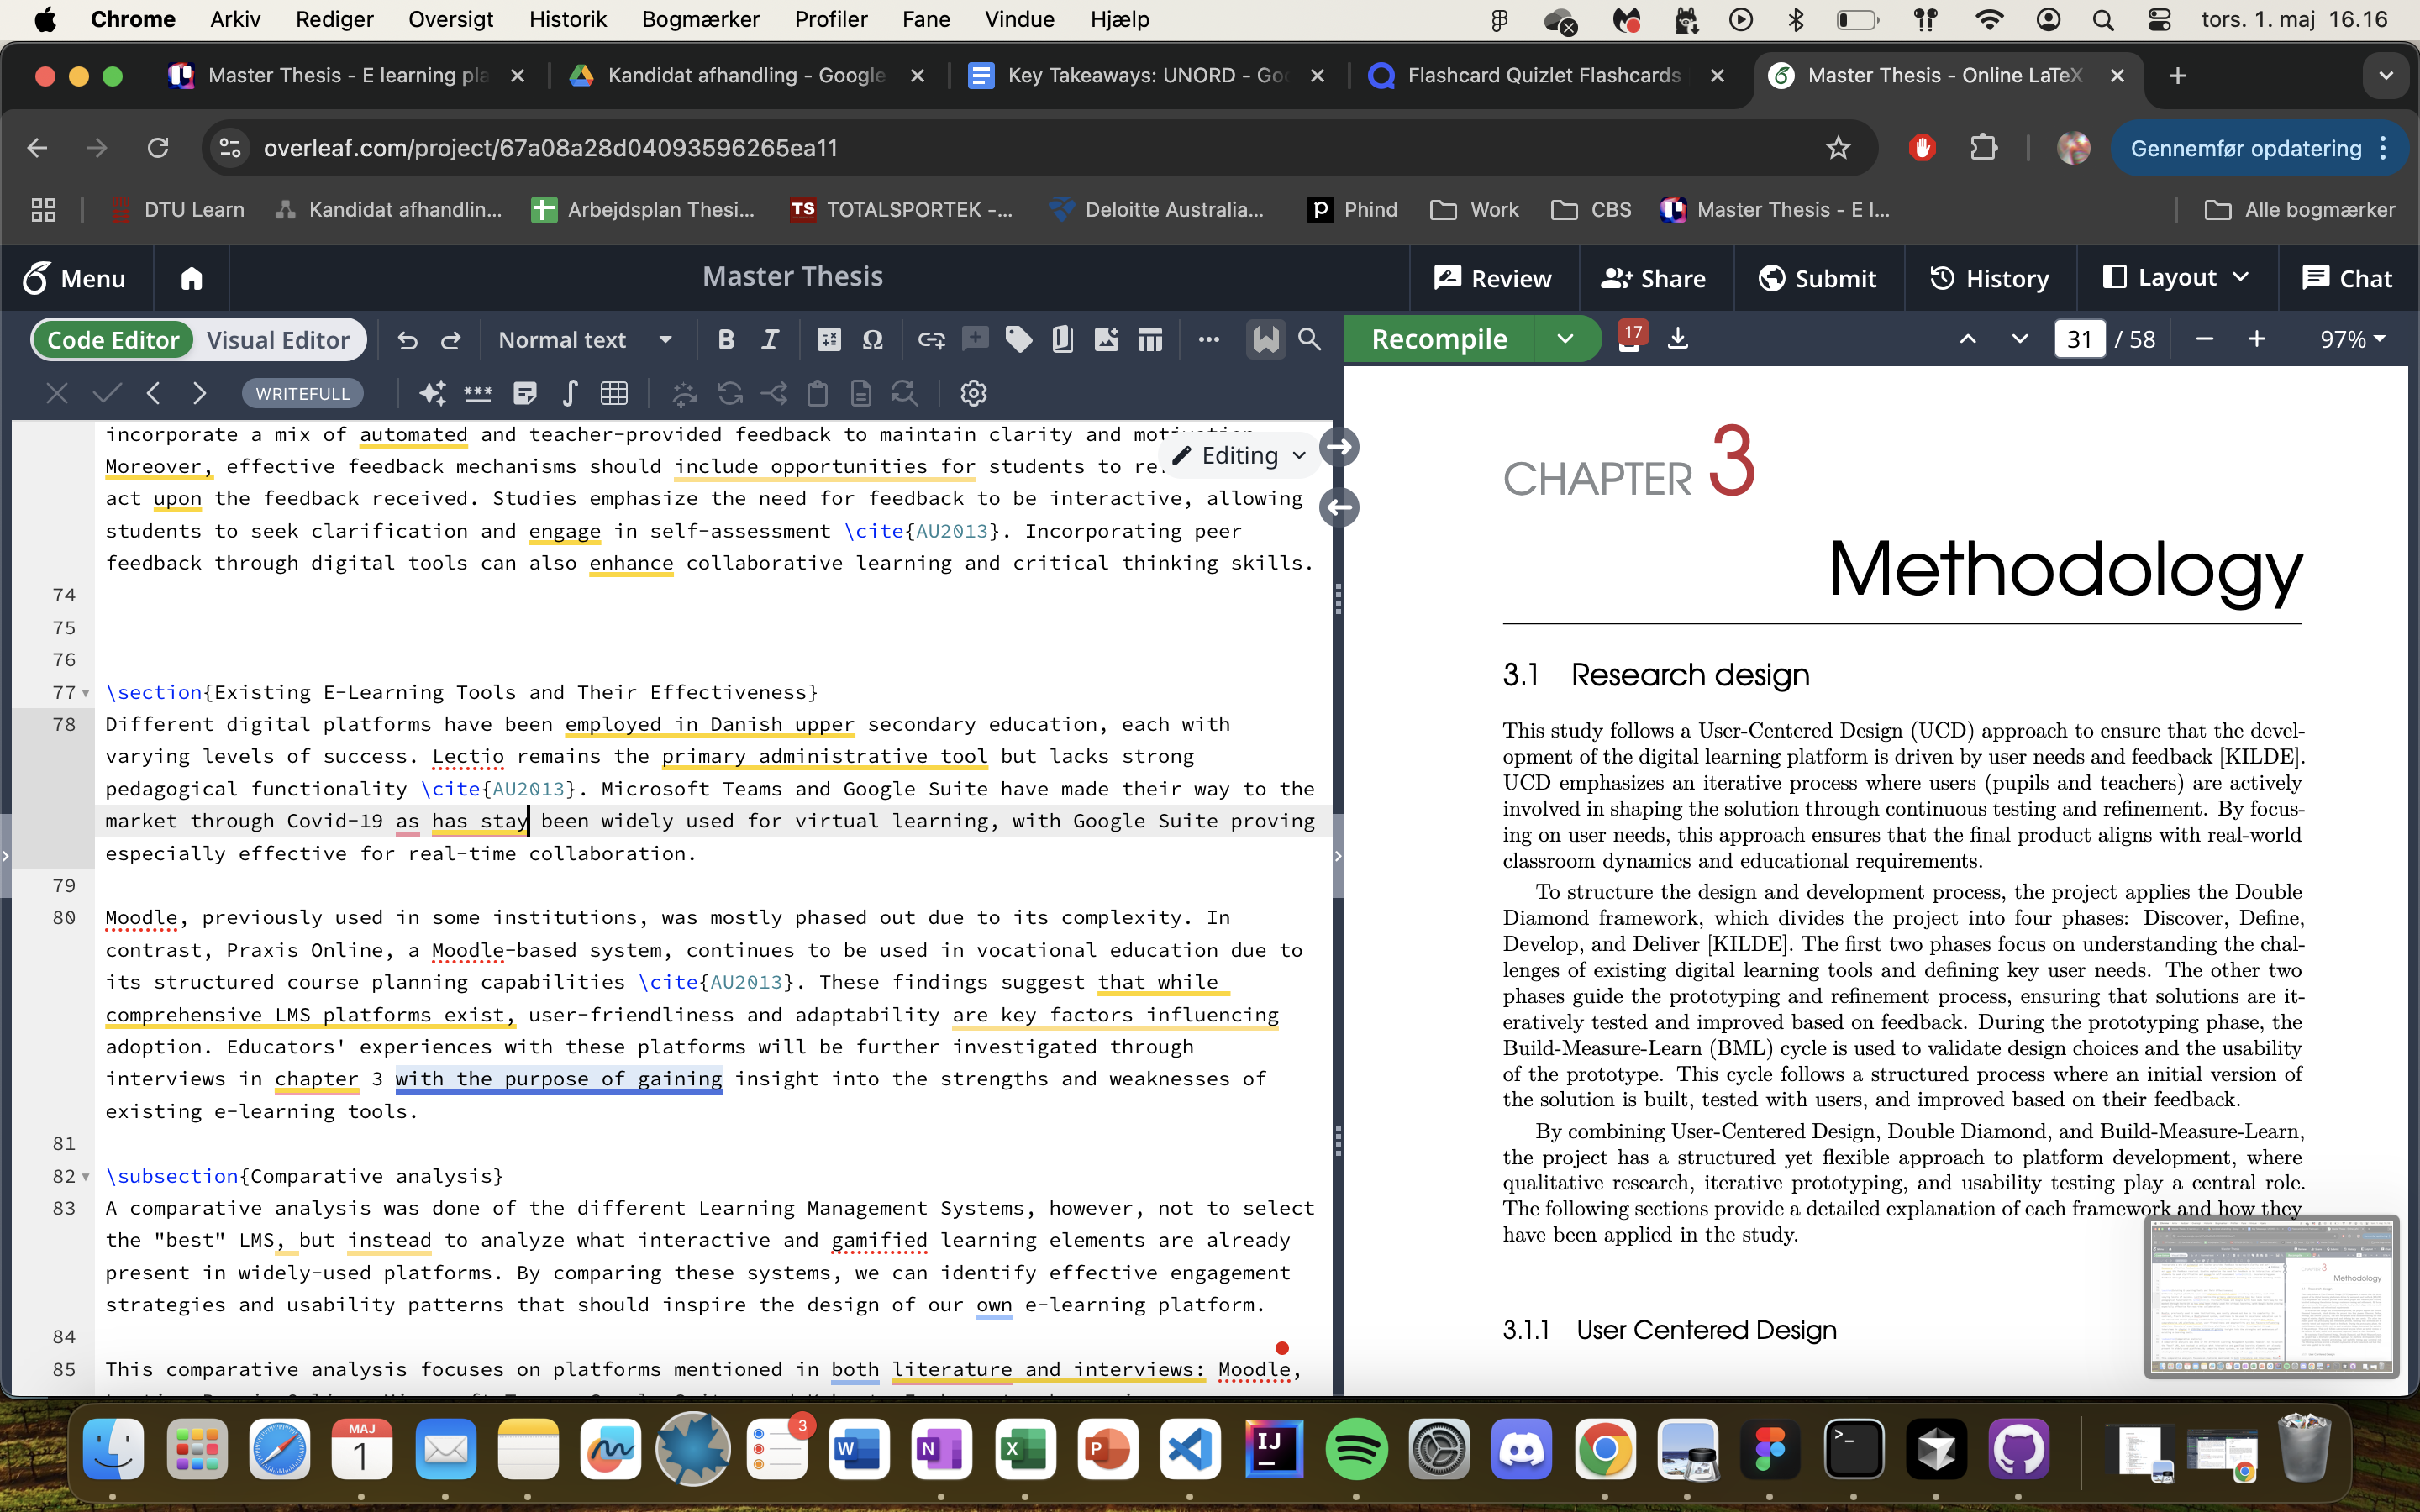 Chrome Arkiv Rediger Oversigt Historik Bogmærker Profiler Fane Vindue Hjælp tors. 1. maj 16.16
Master Thesis - E learning pla Kandidat afhandling - Google Key Takeaways: UNORD - Goo Flashcard Quizlet Flashcards Master Thesis - Online LaTeX
overleaf.com/project/67a08a28d04093596265ea11 Gennemfør opdatering
DTU Learn Kandidat afhandlin... Arbejdsplan Thesi... TS TOTALSPORTEK -... Deloitte Australia... Phind Work CBS Master Thesis - E l... Alle bogmærker
Menu Master Thesis Review Share Submit History Layout Chat
Code Editor Visual Editor Normal text B I Ω Recompile 17 31 / 58 97%
WRITEFULL
Editing
incorporate a mix of automated and teacher-provided feedback to maintain clarity and
Moreover, effective feedback mechanisms should include opportunities for students to
act upon the feedback received. Studies emphasize the need for feedback to be interactive, allowing
students to seek clarification and engage in self-assessment \cite{AU2013}. Incorporating peer
feedback through digital tools can also enhance collaborative learning and critical thinking skills.
74
75
76
77 \section{Existing E-Learning Tools and Their Effectiveness}
78 Different digital platforms have been employed in Danish upper secondary education, each with
varying levels of success. Lectio remains the primary administrative tool but lacks strong
pedagogical functionality \cite{AU2013}. Microsoft Teams and Google Suite have made their way to the
market through Covid-19 as has stay been widely used for virtual learning, with Google Suite proving
especially effective for real-time collaboration.
79
80 Moodle, previously used in some institutions, was mostly phased out due to its complexity. In
contrast, Praxis Online, a Moodle-based system, continues to be used in vocational education due to
its structured course planning capabilities \cite{AU2013}. These findings suggest that while
comprehensive LMS platforms exist, user-friendliness and adaptability are key factors influencing
adoption. Educators' experiences with these platforms will be further investigated through
interviews in chapter 3 with the purpose of gaining insight into the strengths and weaknesses of
existing e-learning tools.
81
82 \subsection{Comparative analysis}
83 A comparative analysis was done of the different Learning Management Systems, however, not to select
the "best" LMS, but instead to analyze what interactive and gamified learning elements are already
present in widely-used platforms. By comparing these systems, we can identify effective engagement
strategies and usability patterns that should inspire the design of our own e-learning platform.
84
85 This comparative analysis focuses on platforms mentioned in both literature and interviews: Moodle,
CHAPTER 3
Methodology
3.1 Research design
This study follows a User-Centered Design (UCD) approach to ensure that the devel-
opment of the digital learning platform is driven by user needs and feedback [KILDE].
UCD emphasizes an iterative process where users (pupils and teachers) are actively
involved in shaping the solution through continuous testing and refinement. By focus-
ing on user needs, this approach ensures that the final product aligns with real-world
classroom dynamics and educational requirements.
To structure the design and development process, the project applies the Double
Diamond framework, which divides the project into four phases: Discover, Define,
Develop, and Deliver [KILDE]. The first two phases focus on understanding the chal-
lenges of existing digital learning tools and defining key user needs. The other two
phases guide the prototyping and refinement process, ensuring that solutions are it-
eratively tested and improved based on feedback. During the prototyping phase, the
Build-Measure-Learn (BML) cycle is used to validate design choices and the usability
of the prototype. This cycle follows a structured process where an initial version of
the solution is built, tested with users, and improved based on their feedback.
By combining User-Centered Design, Double Diamond, and Build-Measure-Learn,
the project has a structured yet flexible approach to platform development, where
qualitative research, iterative prototyping, and usability testing play a central role.
The following sections provide a detailed explanation of each framework and how they
have been applied in the study.
3.1.1 User Centered Design
Methodology
MAJ
1
3
W
N
X
P
IJ